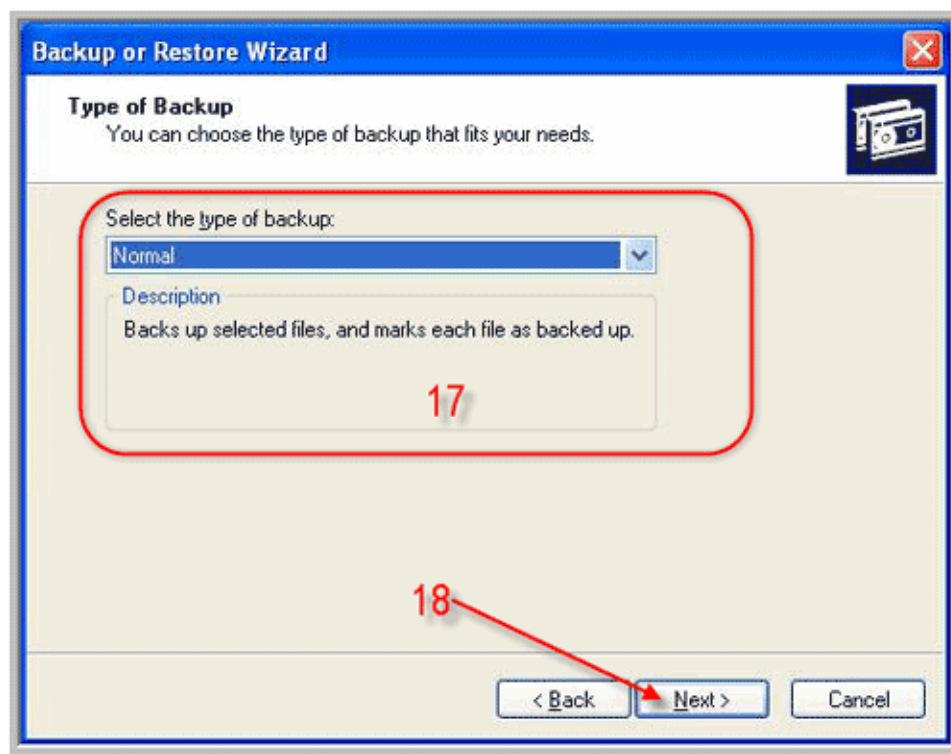 Backup or Restore Wizard
Type of Backup
You can choose the type of backup that fits your needs.
Select the type of backup:
Normal
Description
Backs up selected files, and marks each file as backed up.
17
18
< Back
Next >
Cancel